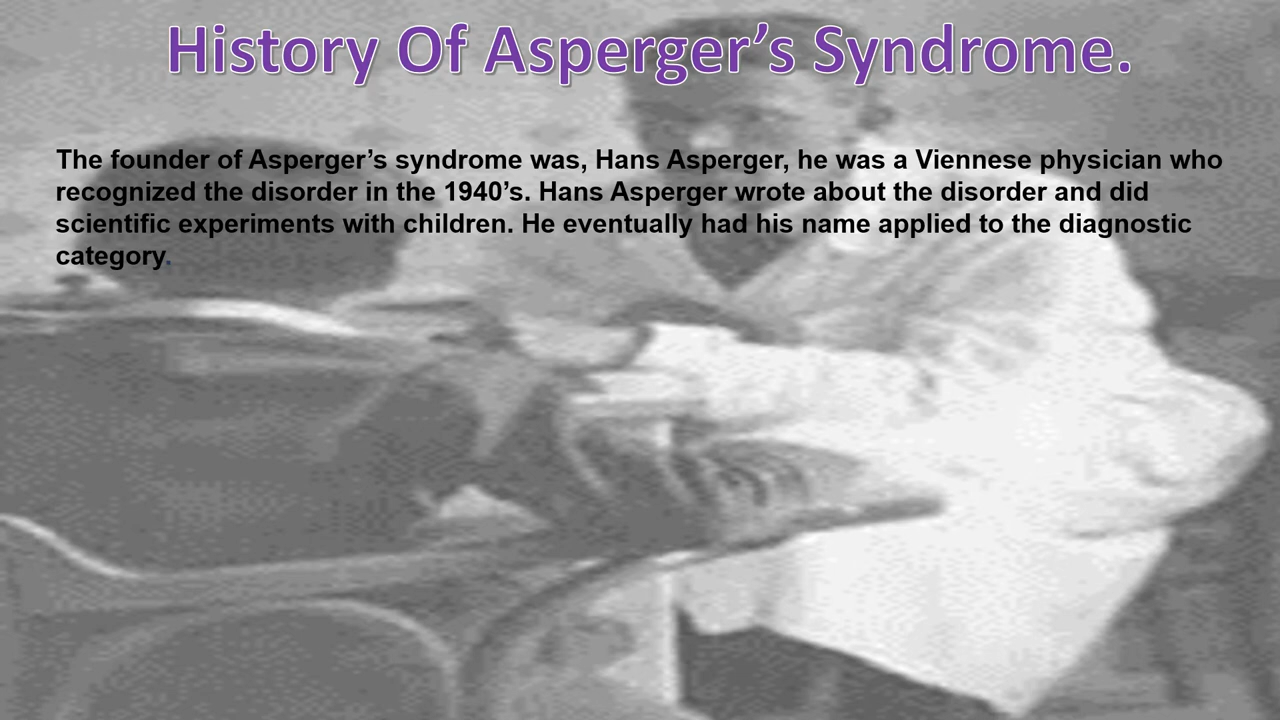 History Of Asperger’s Syndrome.
The founder of Asperger’s syndrome was, Hans Asperger, he was a Viennese physician who
recognized the disorder in the 1940’s. Hans Asperger wrote about the disorder and did
scientific experiments with children. He eventually had his name applied to the diagnostic
category.